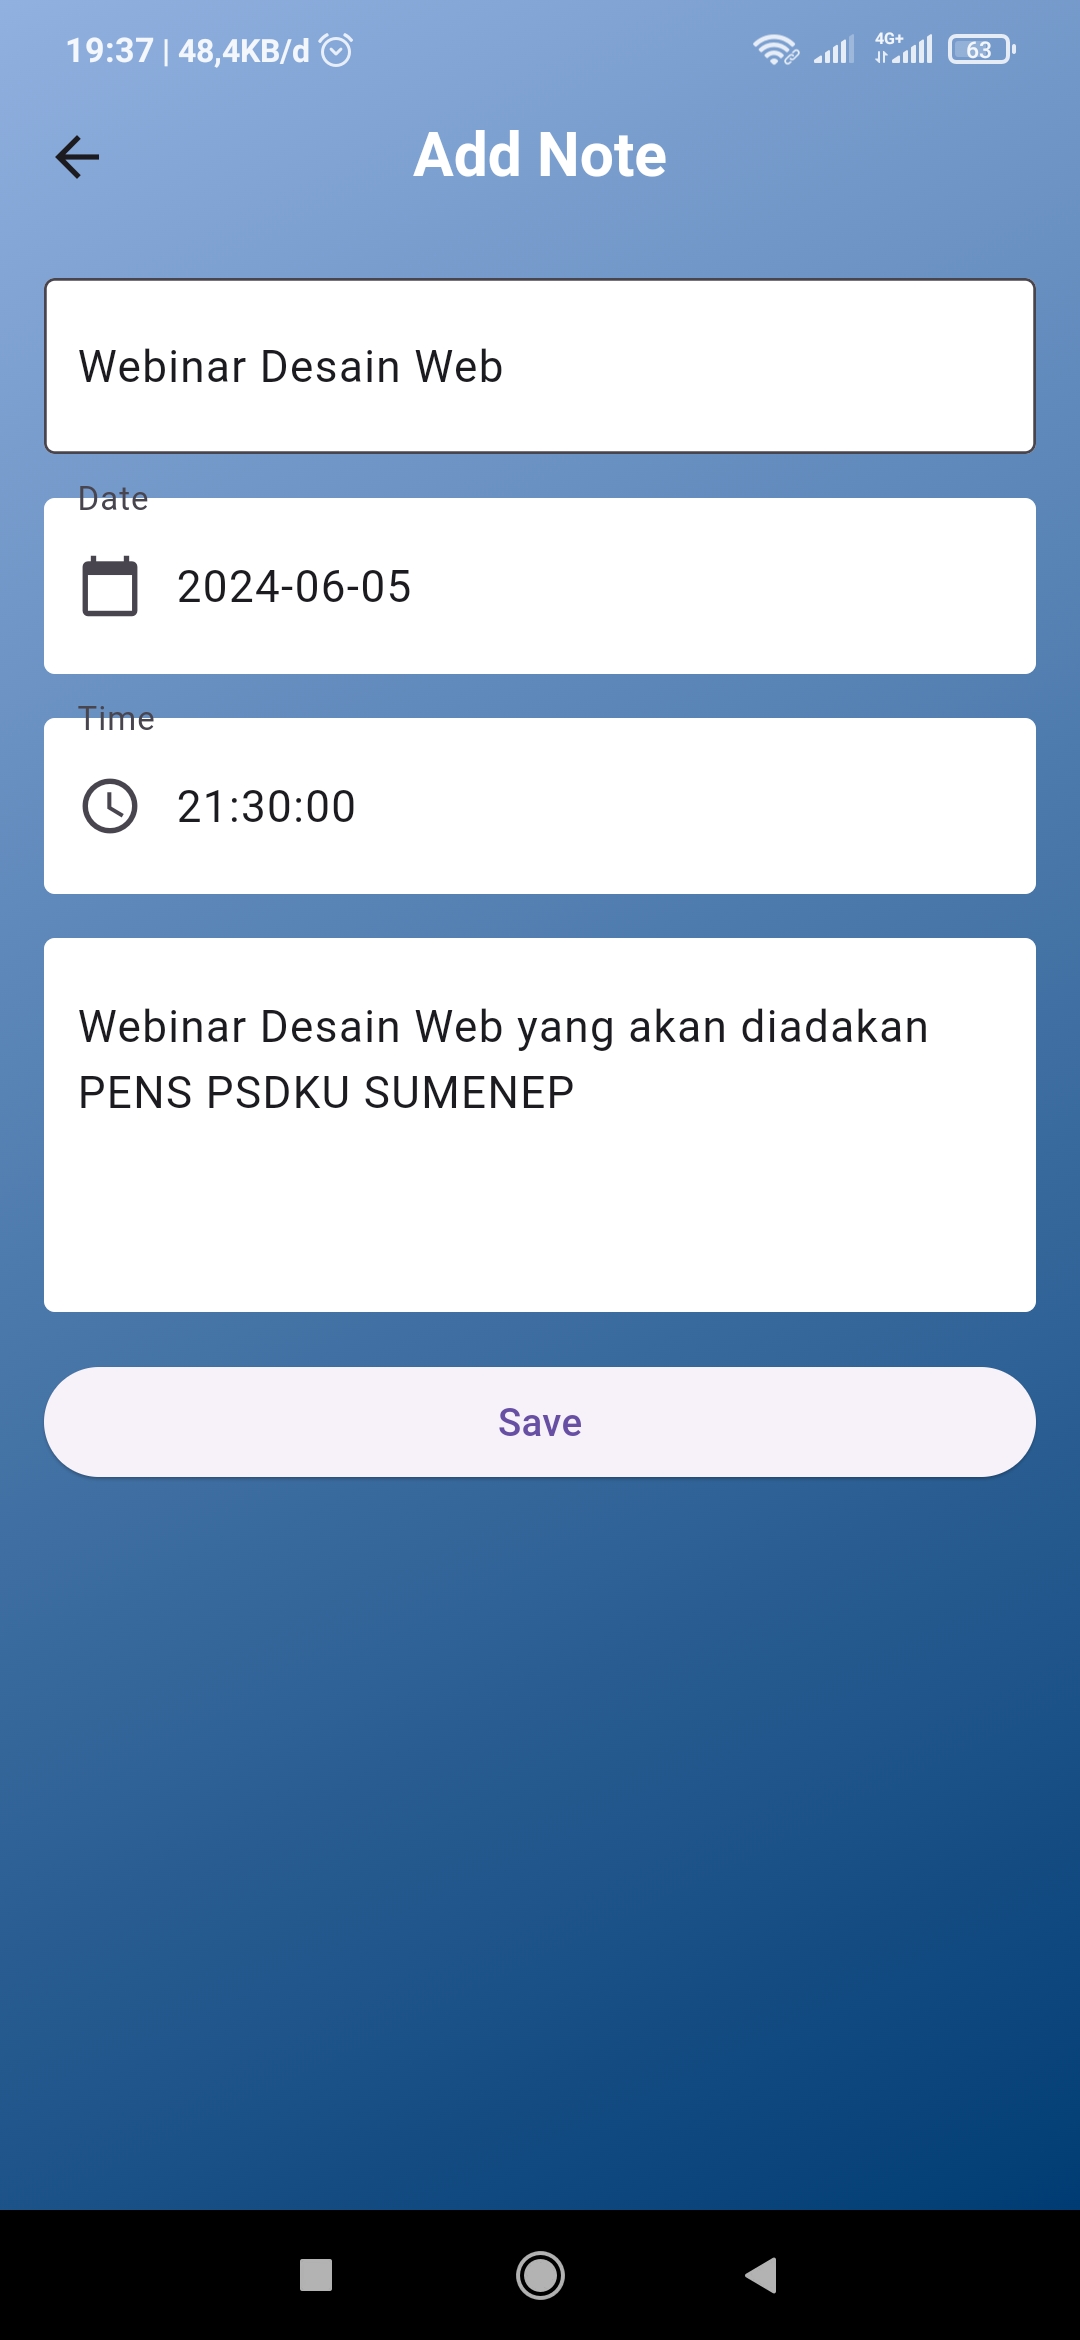 19:37 | 48,4KB/d
4G+
63
Add Note
Webinar Desain Web
Date
2024-06-05
Time
21:30:00
Webinar Desain Web yang akan diadakan
PENS PSDKU SUMENEP
Save